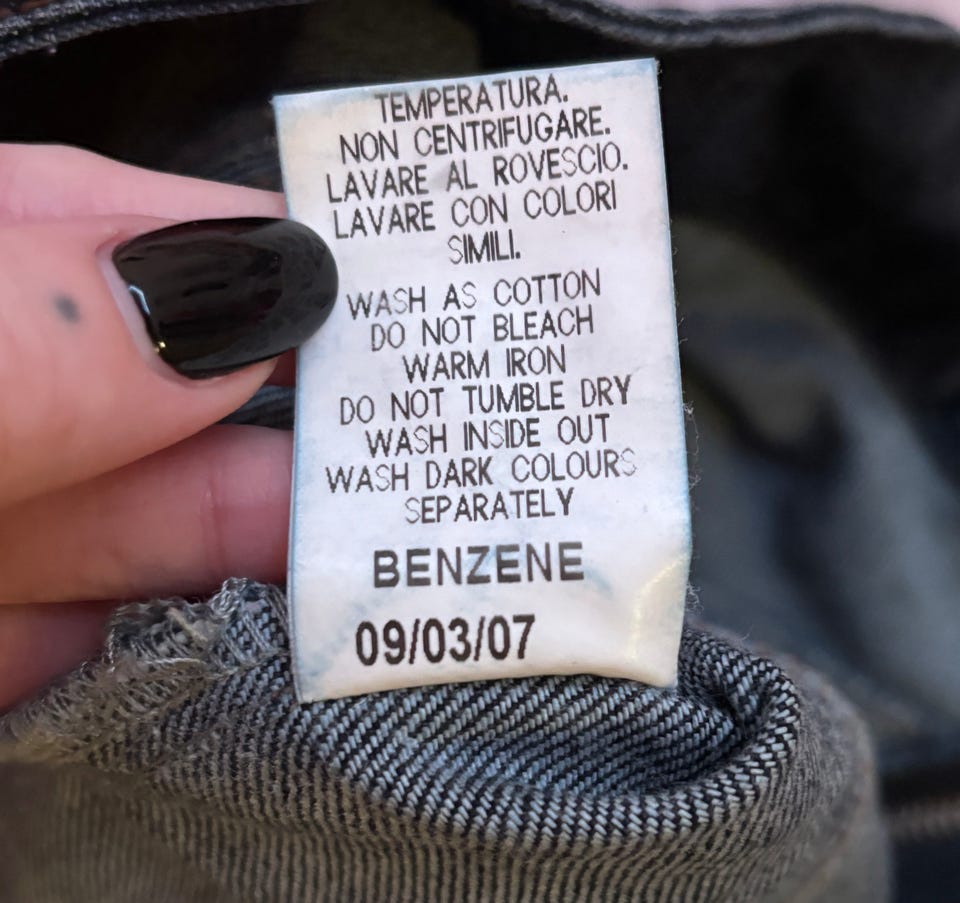 TEMPERATURA.
NON CENTRIFUGARE.
LAVARE AL ROVESCIO.
LAVARE CON COLORI
SIMILI.
WASH AS COTTON
DO NOT BLEACH
WARM IRON
DO NOT TUMBLE DRY
WASH INSIDE OUT
WASH DARK COLOURS
SEPARATELY
BENZENE
09/03/07